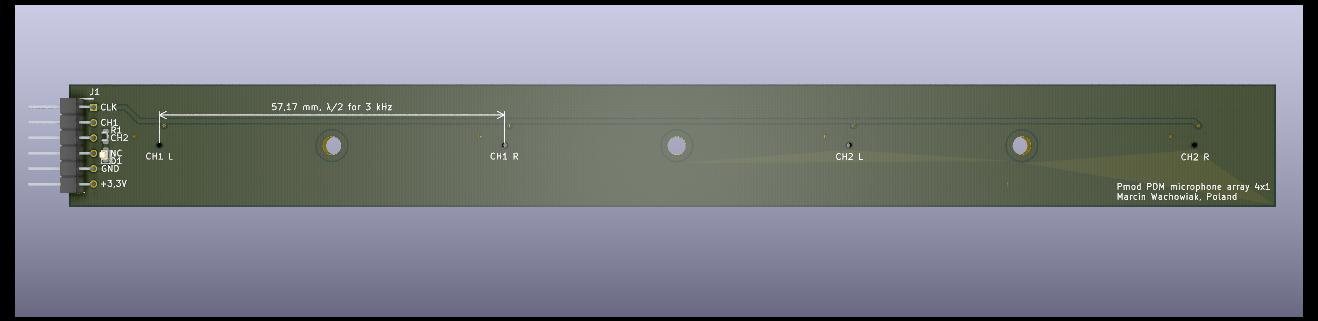 J1
CLK
57,17 mm, λ/2 for 3 kHz
CH1
R1
CH2
NC
D1
GND
+3,3V
CH1 L
CH1 R
CH2 L
CH2 R
Pmod PDM microphone array 4x1
Marcin Wachowiak, Poland